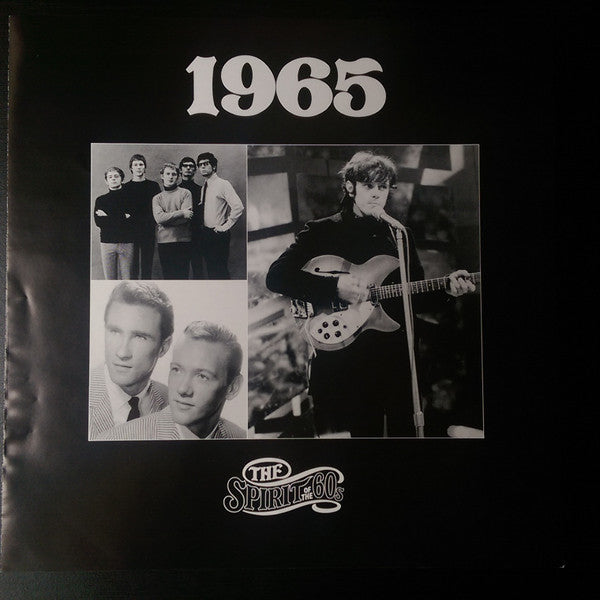 1965
THE
SPIRIT OF THE 60s